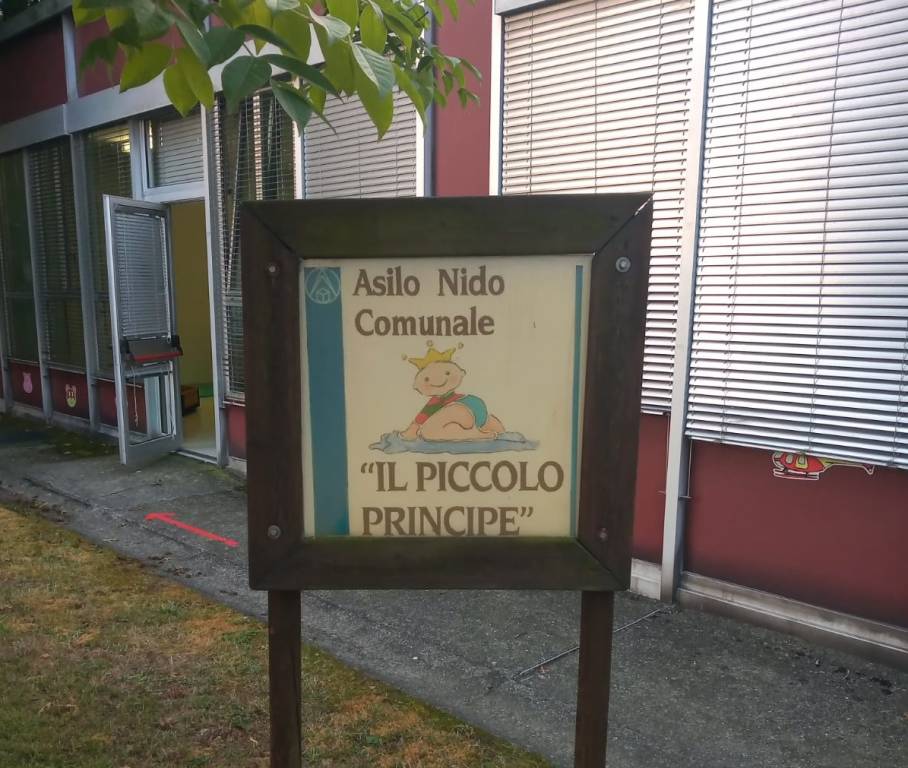 Asilo Nido
Comunale
“IL PICCOLO
PRINCIPE”